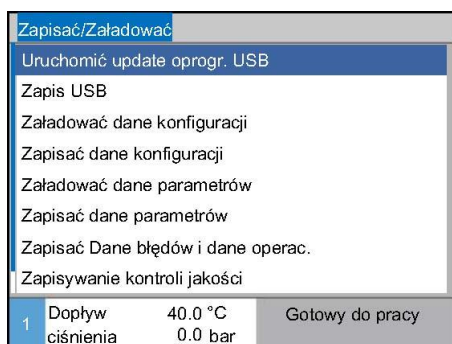 Zapisać/Załadować
Uruchomić update oprogr. USB
Zapis USB
Załadować dane konfiguracji
Zapisać dane konfiguracji
Załadować dane parametrów
Zapisać dane parametrów
Zapisać Dane błędów i dane operac.
Zapisywanie kontroli jakości
1 Dopływ 40.0 °C Gotowy do pracy
ciśnienia 0.0 bar